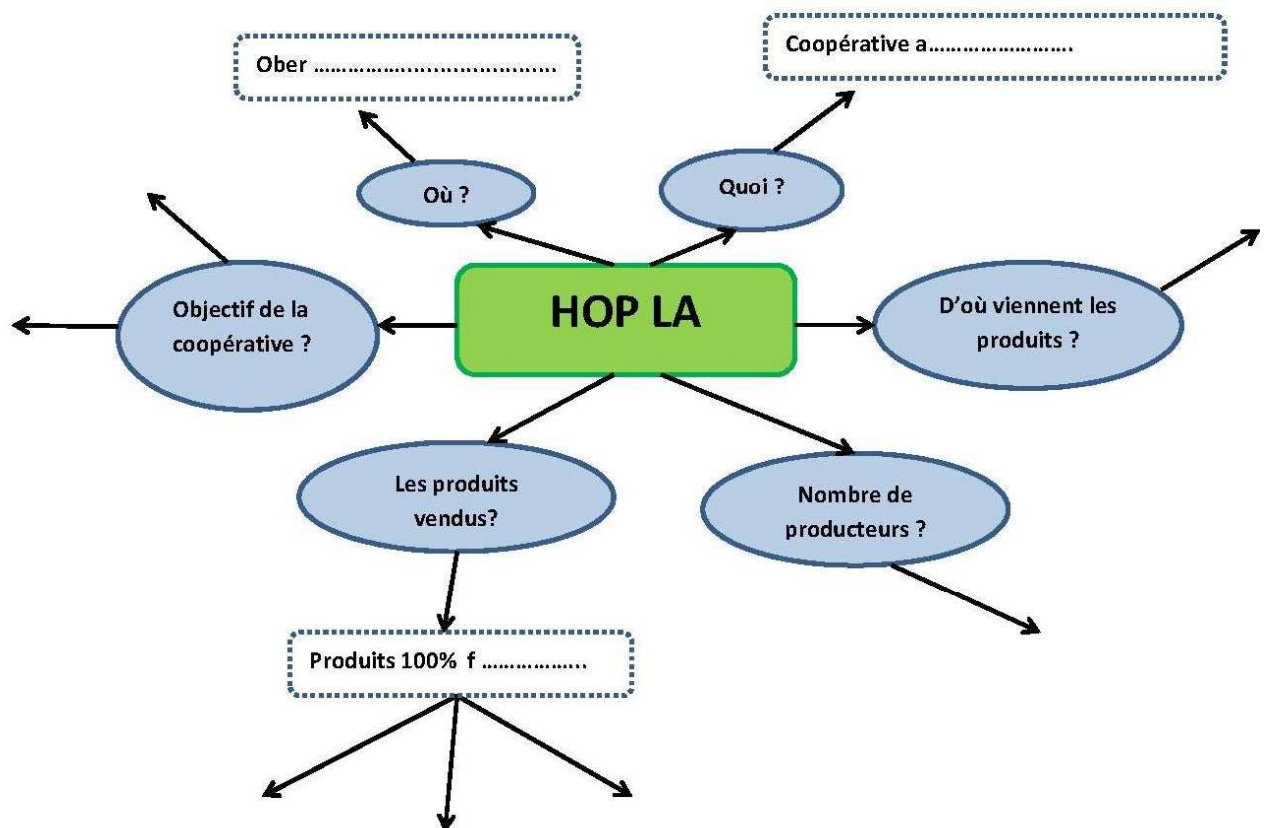 Ober ……………........................
Coopérative a…………………….
Où ?
Quoi ?
Objectif de la
coopérative ?
HOP LA
D’où viennent les
produits ?
Les produits
vendus?
Nombre de
producteurs ?
Produits 100% f ……………...